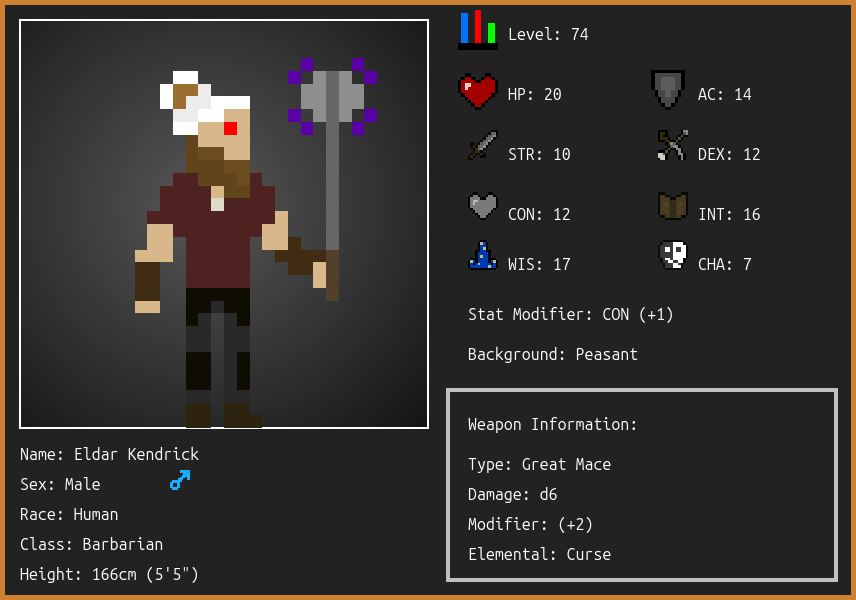 Level: 74
HP: 20
AC: 14
STR: 10
DEX: 12
CON: 12
INT: 16
WIS: 17
CHA: 7
Stat Modifier: CON (+1)
Background: Peasant
Weapon Information:
Type: Great Mace
Damage: d6
Modifier: (+2)
Elemental: Curse
Name: Eldar Kendrick
Sex: Male
Race: Human
Class: Barbarian
Height: 166cm (5'5")